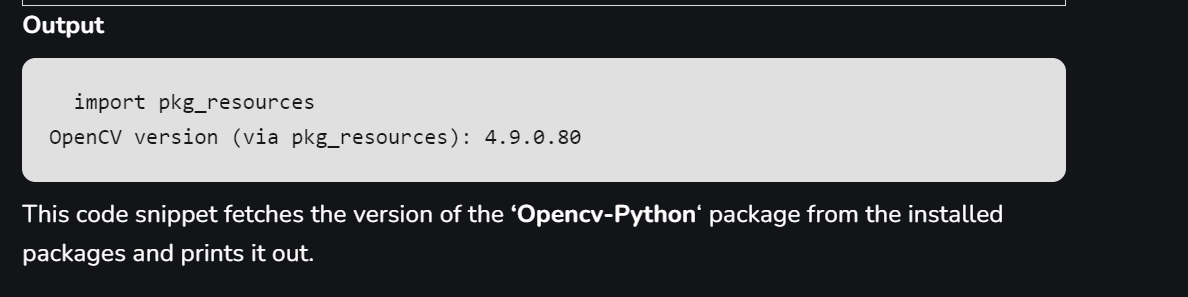 Output
import pkg_resources
OpenCV version (via pkg_resources): 4.9.0.80
This code snippet fetches the version of the ‘Opencv-Python‘ package from the installed
packages and prints it out.